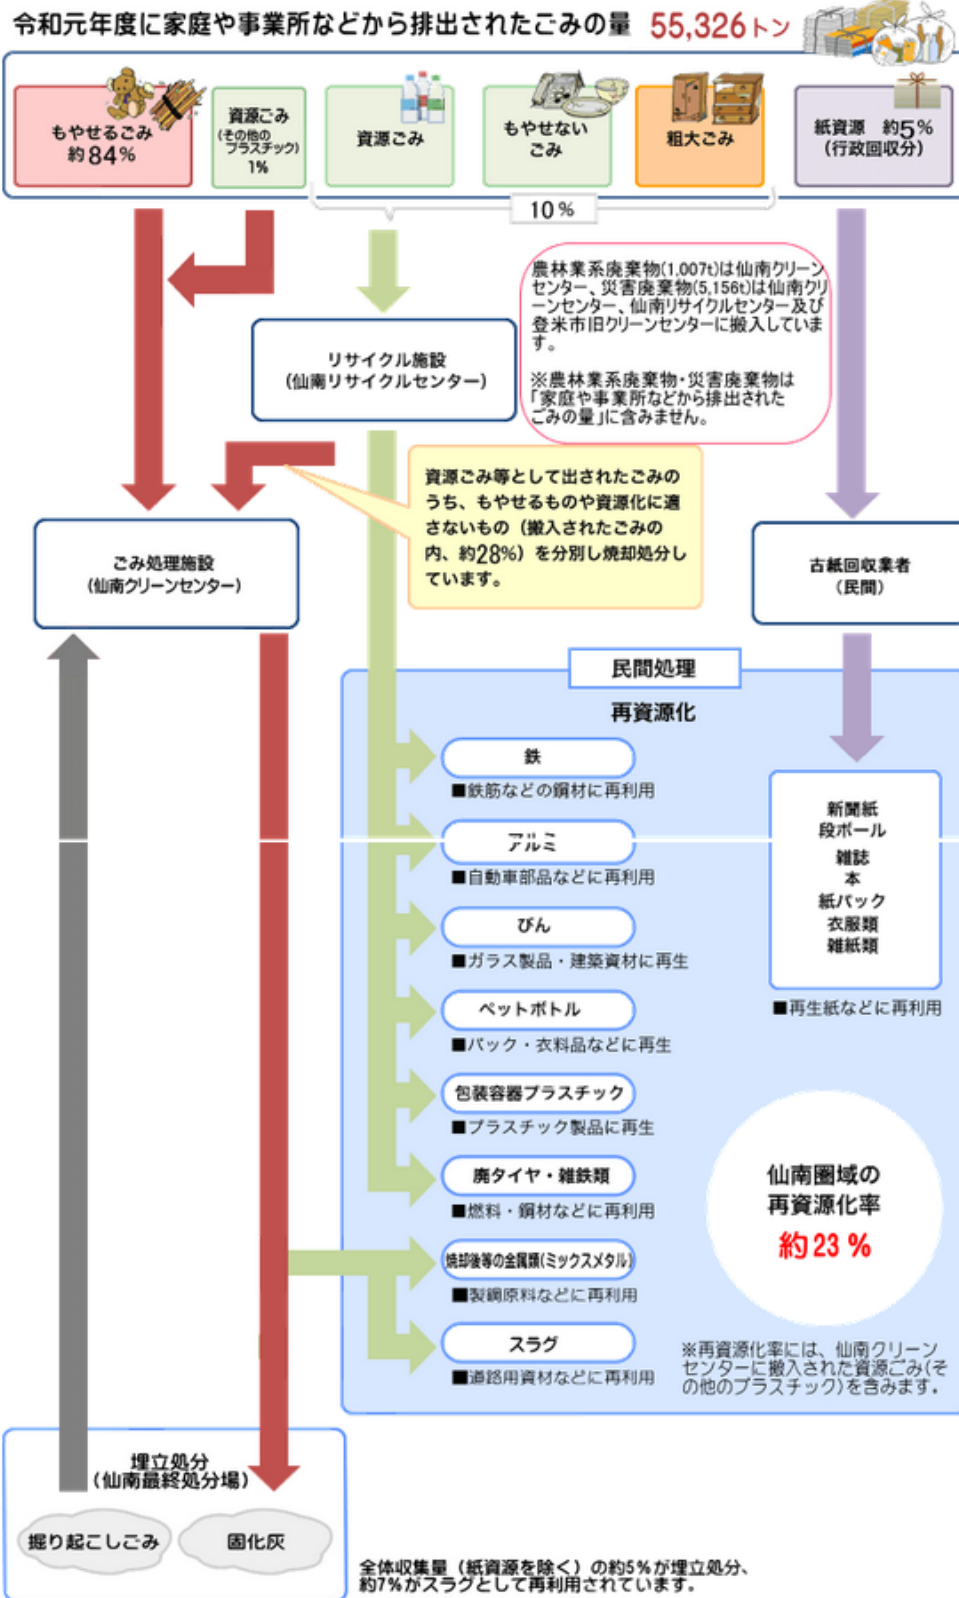 令和元年度に家庭や事業所などから排出されたごみの量 55,326トン
もやせるごみ
約84%
資源ごみ
(その他の
プラスチック)
1%
資源ごみ
もやせない
ごみ
粗大ごみ
紙資源 約5%
(行政回収分)
10%
農林業系廃棄物(1,007t)は仙南クリーン
センター、災害廃棄物(5,156t)は仙南クリ
ーンセンター、仙南リサイクルセンター及び
登米市旧クリーンセンターに搬入していま
す。
※農林業系廃棄物・災害廃棄物は
「家庭や事業所などから排出された
ごみの量」に含みません。
リサイクル施設
(仙南リサイクルセンター)
資源ごみ等として出されたごみの
うち、もやせるものや資源化に適
さないもの(搬入されたごみの
内、約28%)を分別し焼却処分し
ています。
ごみ処理施設
(仙南クリーンセンター)
古紙回収業者
(民間)
民間処理
再資源化
鉄
■鉄筋などの鋼材に再利用
アルミ
■自動車部品などに再利用
びん
■ガラス製品・建築資材に再生
ペットボトル
■パック・衣料品などに再生
包装容器プラスチック
■プラスチック製品に再生
廃タイヤ・雑鉄類
■燃料・鋼材などに再利用
焼却後等の金属類(ミックスメタル)
■製鋼原料などに再利用
スラグ
■道路用資材などに再利用
新聞紙
段ボール
雑誌
本
紙パック
衣服類
雑紙類
■再生紙などに再利用
仙南圏域の
再資源化率
約23%
※再資源化率には、仙南クリーン
センターに搬入された資源ごみ(そ
の他のプラスチック)を含みます。
埋立処分
(仙南最終処分場)
掘り起こしごみ
固化灰
全体収集量(紙資源を除く)の約5%が埋立処分、
約7%がスラグとして再利用されています。